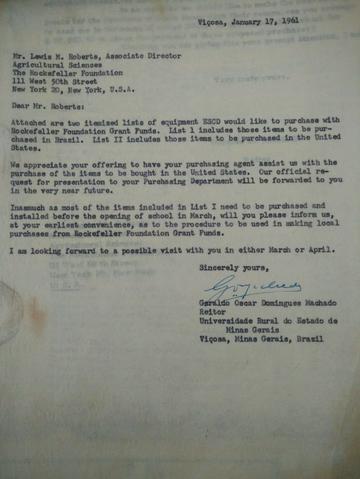 Viçosa, January 17, 1961
Mr. Lewis M. Roberts, Associate Director
Agricultural Sciences
The Rockefeller Foundation
111 West 50th Street
New York 20, New York, U.S.A.
Dear Mr. Roberts:
Attached are two itemized lists of equipment ESCD would like to purchase with
Rockefeller Foundation Grant Funds. List l includes those items to be pur-
chased in Brazil. List II includes those items to be purchased in the United
States.
We appreciate your offering to have your purchasing agent assist us with the
purchase of the items to be bought in the United States. Our official re-
quest for presentation to your Purchasing Department will be forwarded to you
in the very near future.
Inasmuch as most of the items included in List I need to be purchased and
installed before the opening of school in March, will you please inform us,
at your earliest convenience, as to the procedure to be used in making local
purchases from Rockefeller Foundation Grant Funds.
I am looking forward to a possible visit with you in either March or April.
Sincerely yours,
Geraldo Oscar Domingues Machado
Reitor
Universidade Rural do Estado de
Minas Gerais
Viçosa, Minas Gerais, Brazil